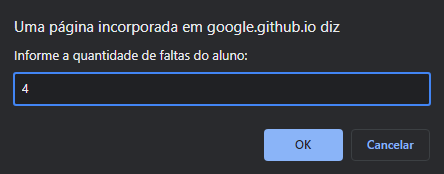 Uma página incorporada em google.github.io diz
Informe a quantidade de faltas do aluno:
4
OK
Cancelar